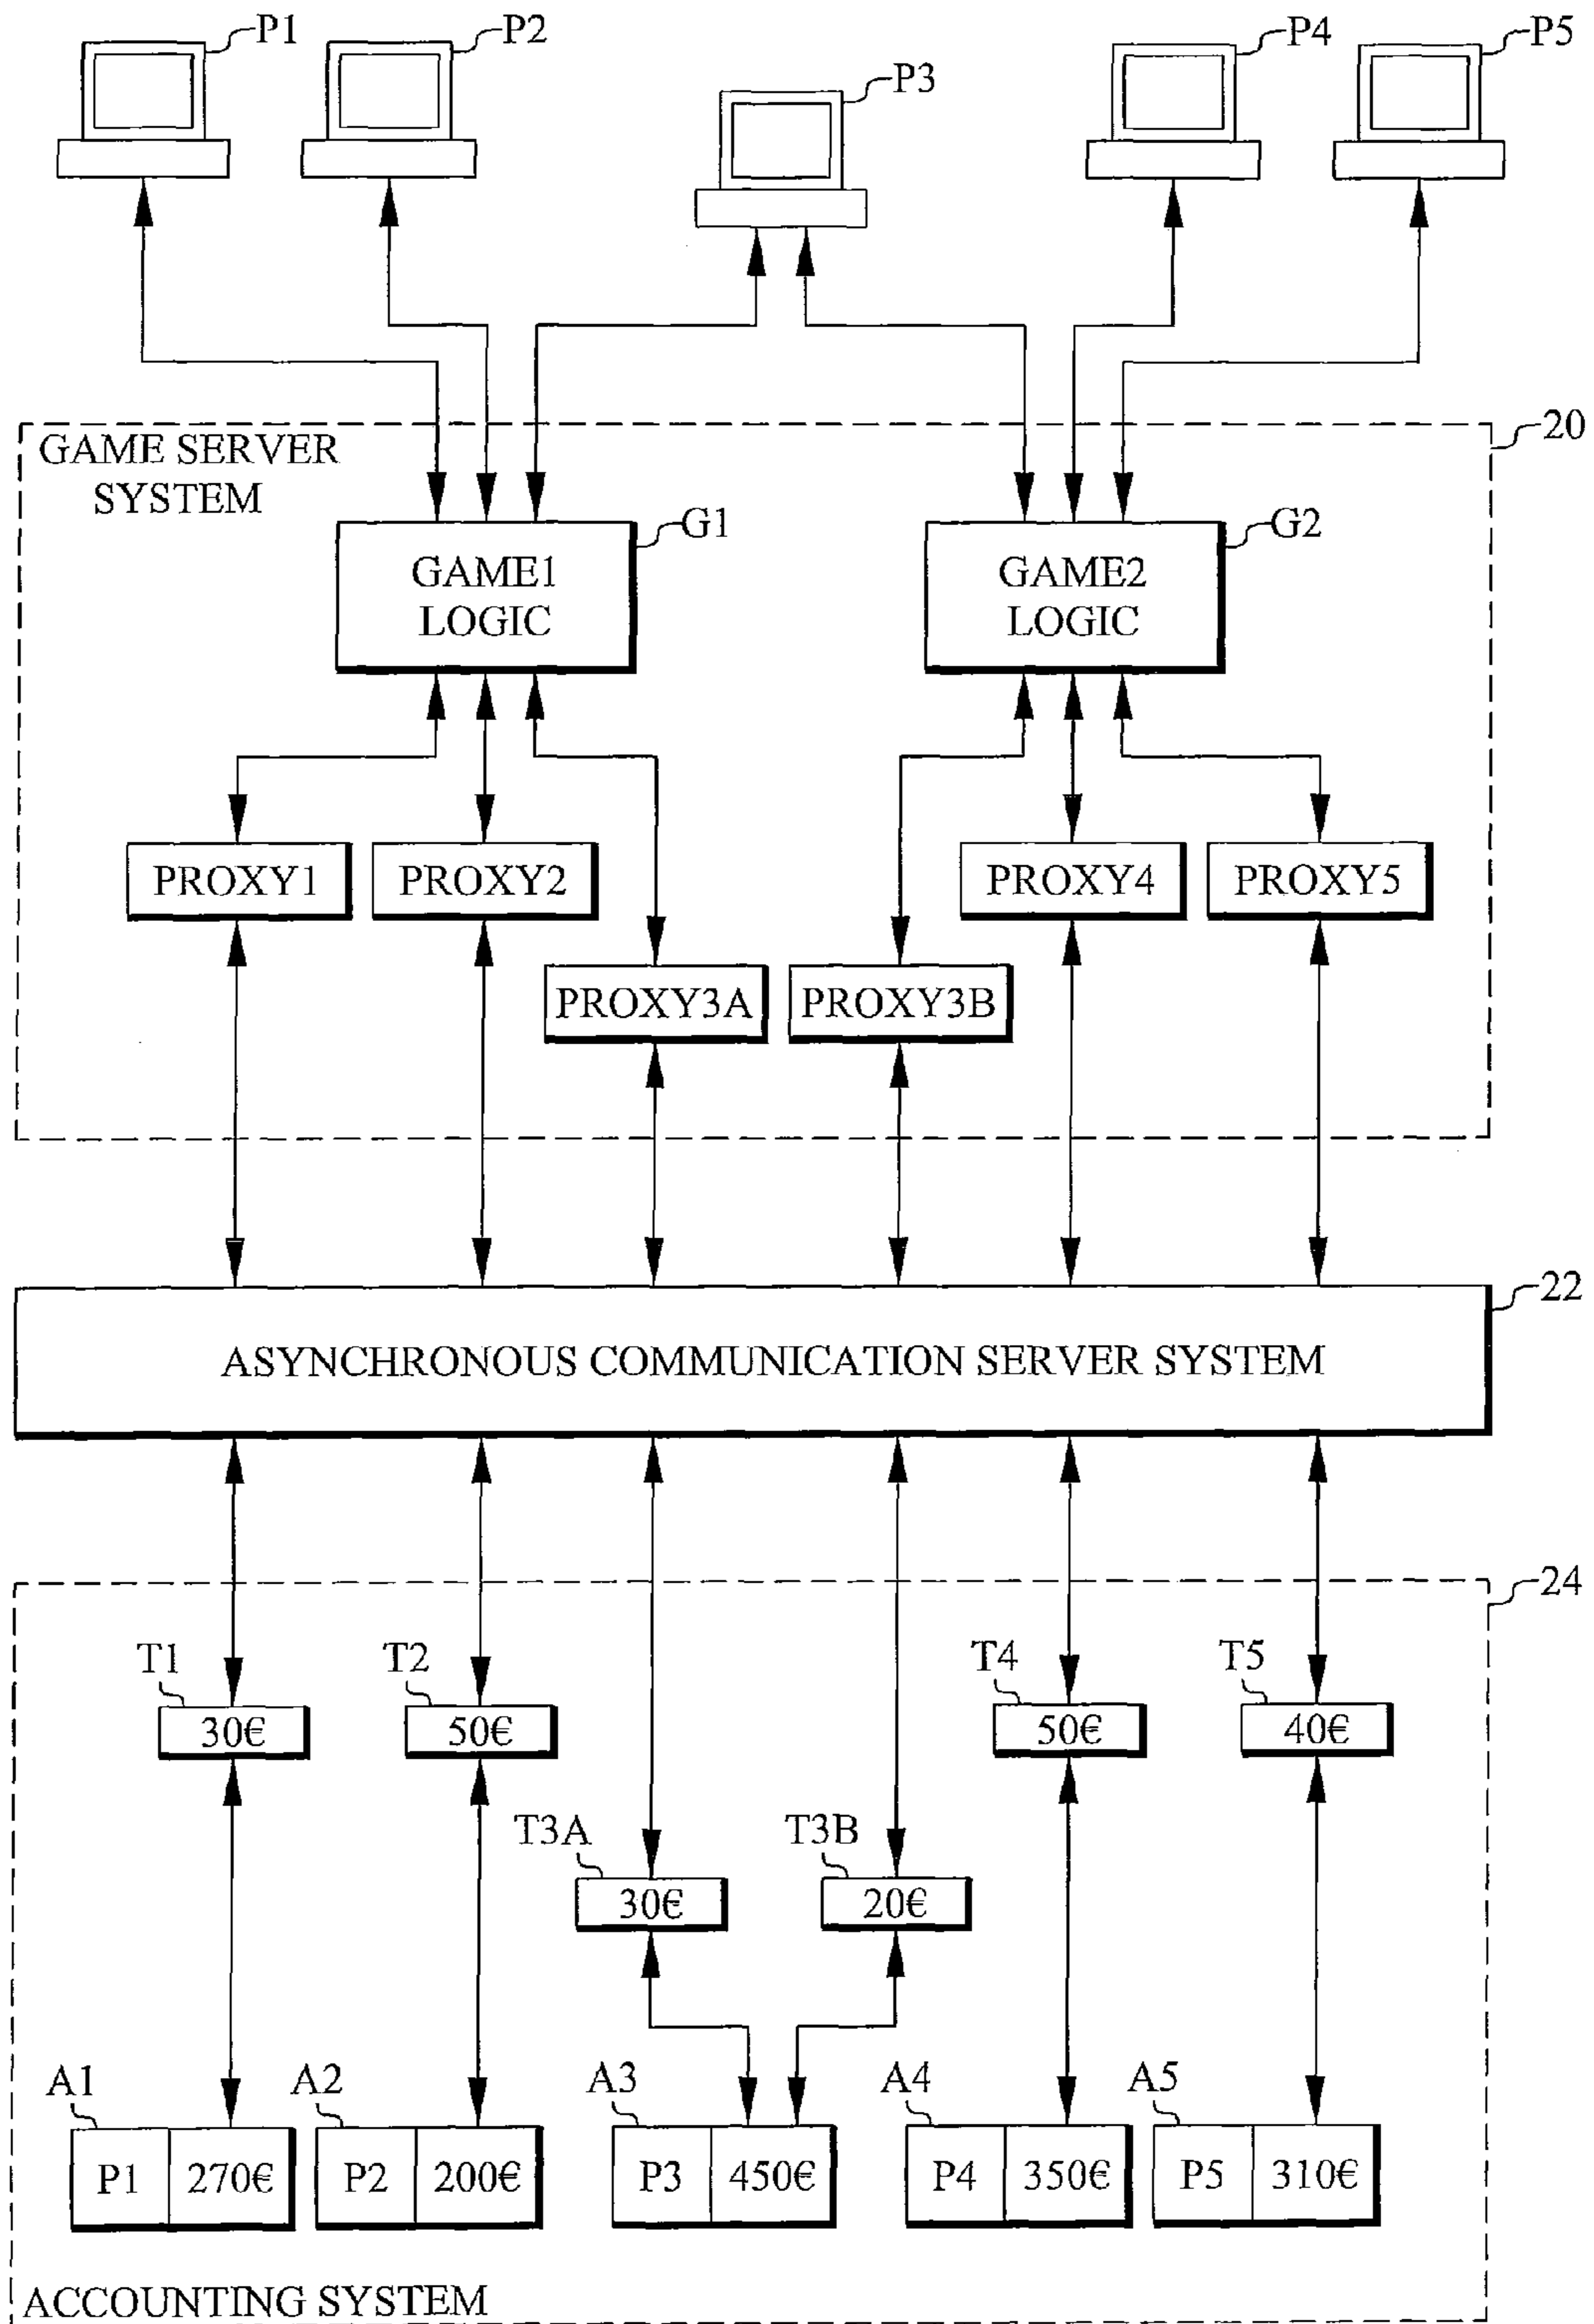 P1
P2
P3
P4
P5
20
GAME SERVER
SYSTEM
G1
G2
GAME1
LOGIC
GAME2
LOGIC
PROXY1
PROXY2
PROXY4
PROXY5
PROXY3A
PROXY3B
22
ASYNCHRONOUS COMMUNICATION SERVER SYSTEM
24
T1
T2
T4
T5
30€
50€
50€
40€
T3A
T3B
30€
20€
A1
A2
A3
A4
A5
P1 270€
P2 200€
P3 450€
P4 350€
P5 310€
ACCOUNTING SYSTEM